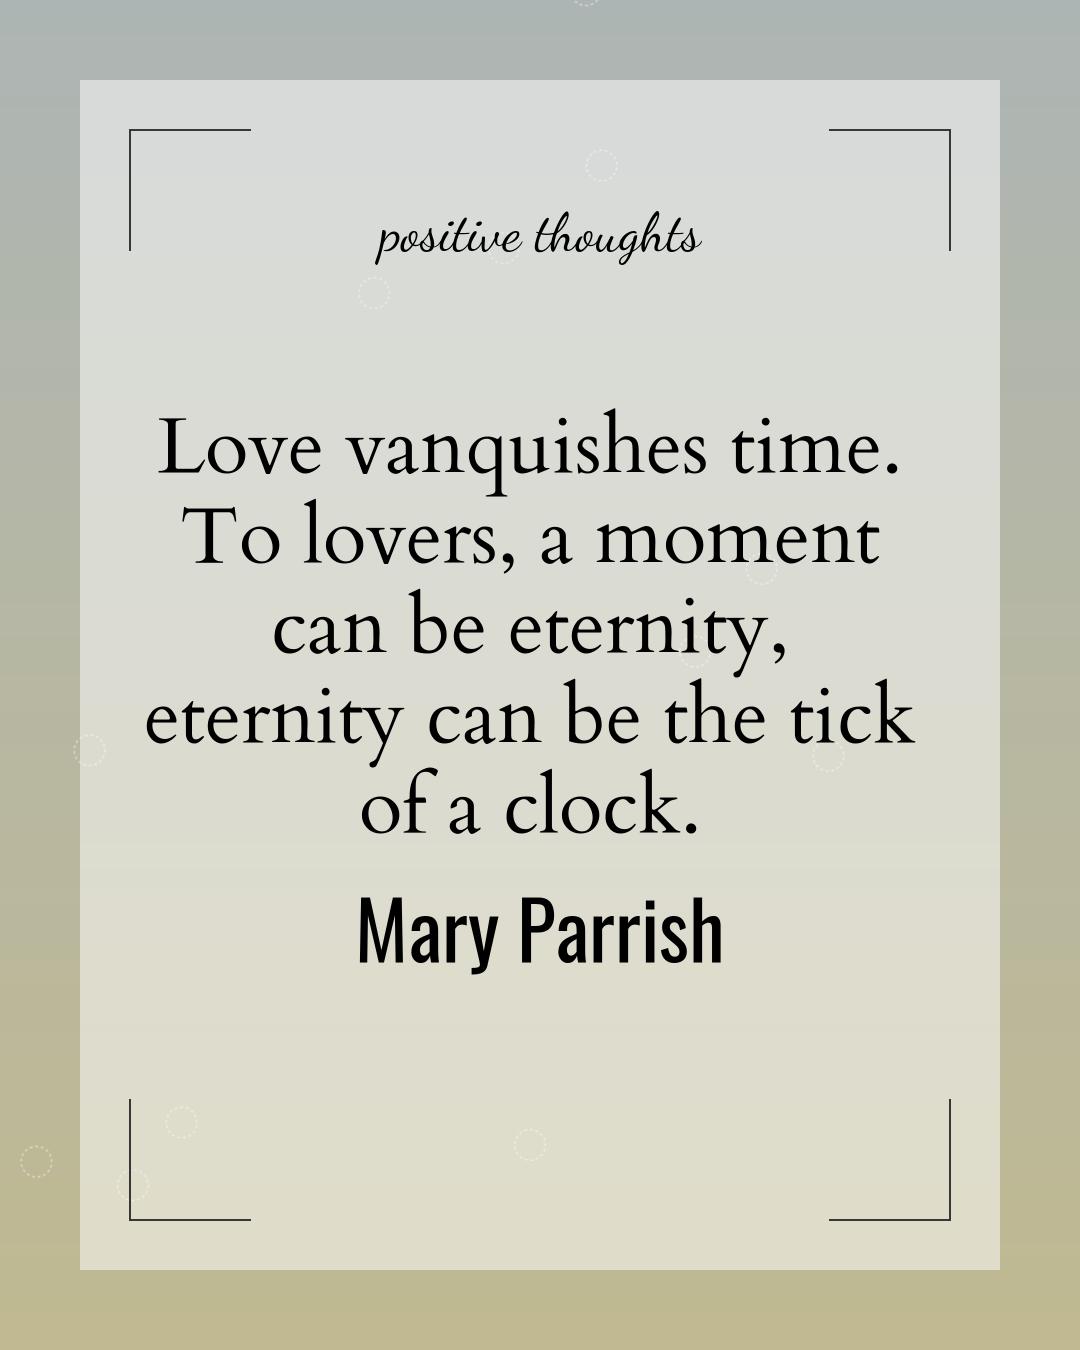 positive thoughts
Love vanquishes time.
To lovers, a moment
can be eternity,
eternity can be the tick
of a clock.
Mary Parrish